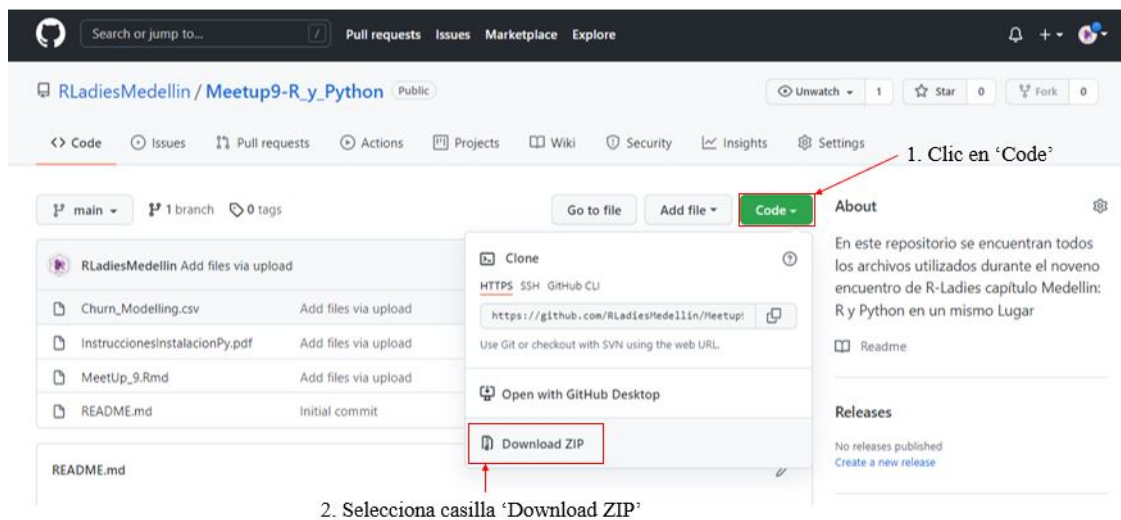 Search or jump to... / Pull requests Issues Marketplace Explore
RLadiesMedellin / Meetup9-R_y_Python Public Unwatch 1 Star 0 Fork 0
<> Code Issues Pull requests Actions Projects Wiki Security Insights Settings
1. Clic en ‘Code’
main 1 branch 0 tags Go to file Add file Code About
RLadiesMedellin Add files via upload
Churn_Modelling.csv Add files via upload
InstruccionesInstalacionPy.pdf Add files via upload
MeetUp_9.Rmd Add files via upload
README.md Initial commit
README.md
Clone
HTTPS SSH GitHub CLI
https://github.com/RLadiesMedellin/Meetup!
Use Git or checkout with SVN using the web URL.
Open with GitHub Desktop
Download ZIP
2. Selecciona casilla ‘Download ZIP’
En este repositorio se encuentran todos
los archivos utilizados durante el noveno
encuentro de R-Ladies capítulo Medellin:
R y Python en un mismo Lugar
Readme
Releases
No releases published
Create a new release